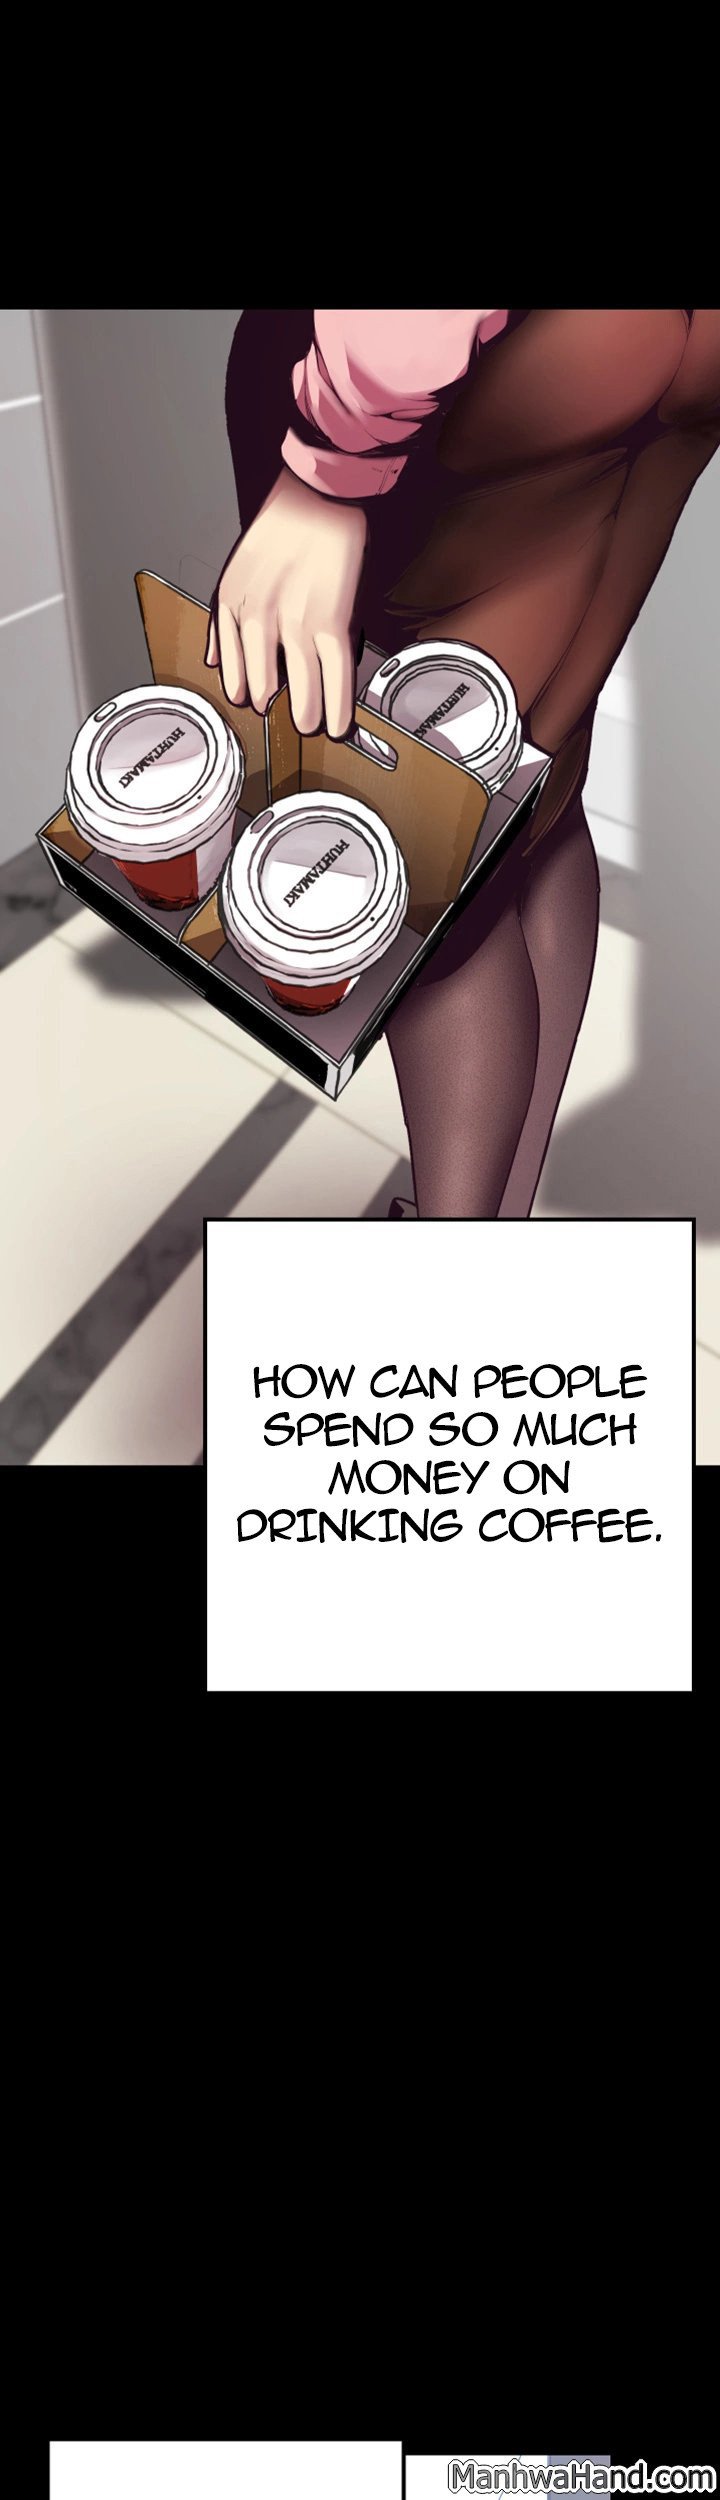 HUHTAMAKI
HUHTAMAKI
HUHTAMAKI
HOW CAN PEOPLE
SPEND SO MUCH
MONEY ON
DRINKING COFFEE.
ManhwaHand.com